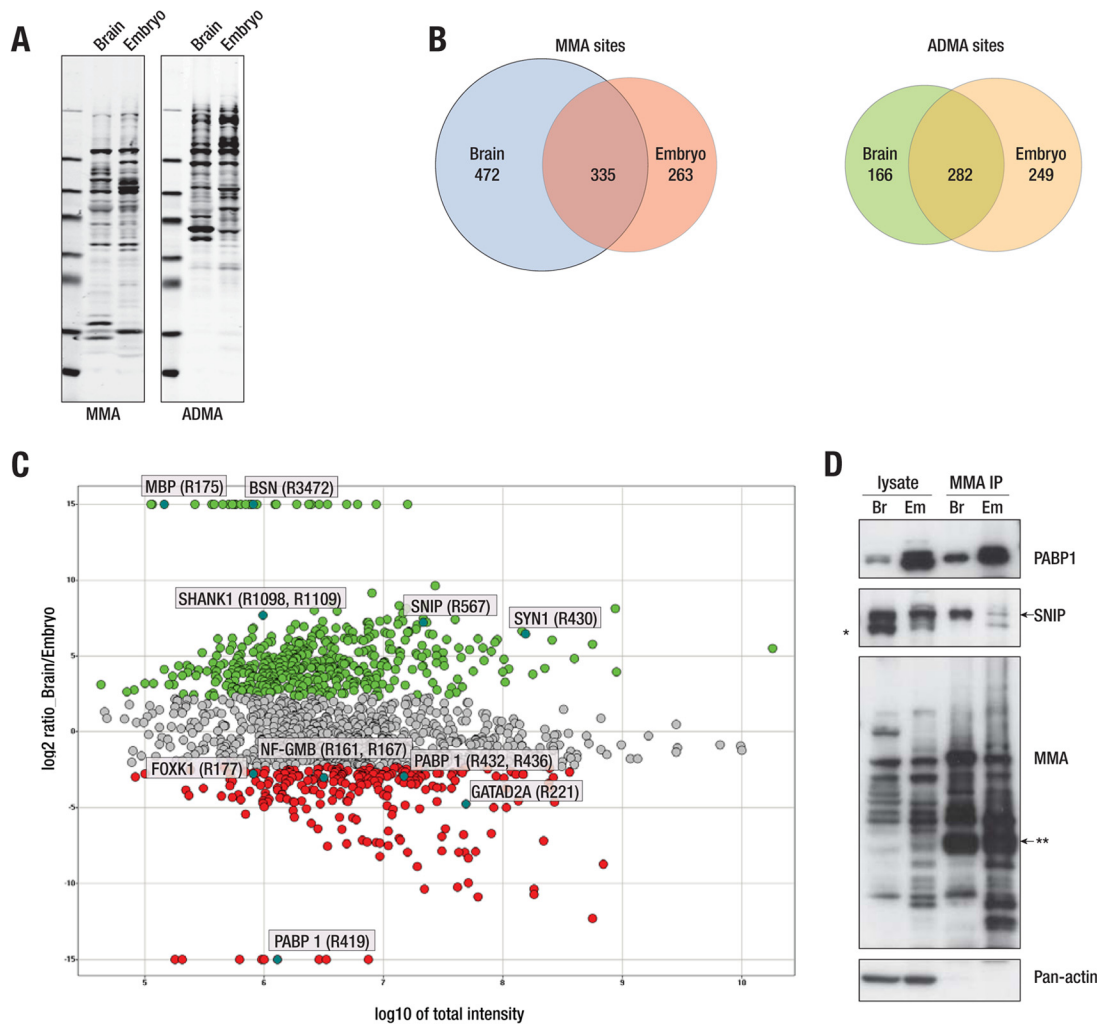 A
Brain
Embryo
Brain
Embryo
MMA
ADMA
B
MMA sites
ADMA sites
Brain
472
335
Embryo
263
Brain
166
282
Embryo
249
C
MBP (R175)
BSN (R3472)
SHANK1 (R1098, R1109)
SNIP (R567)
SYN1 (R430)
NF-GMB (R161, R167)
FOXK1 (R177)
PABP 1 (R432, R436)
GATAD2A (R221)
PABP 1 (R419)
15
10
5
0
-5
-10
-15
5
6
7
8
9
10
log2 ratio_Brain/Embryo
log10 of total intensity
D
lysate
MMA IP
Br
Em
Br
Em
PABP1
SNIP
*
MMA
**
Pan-actin